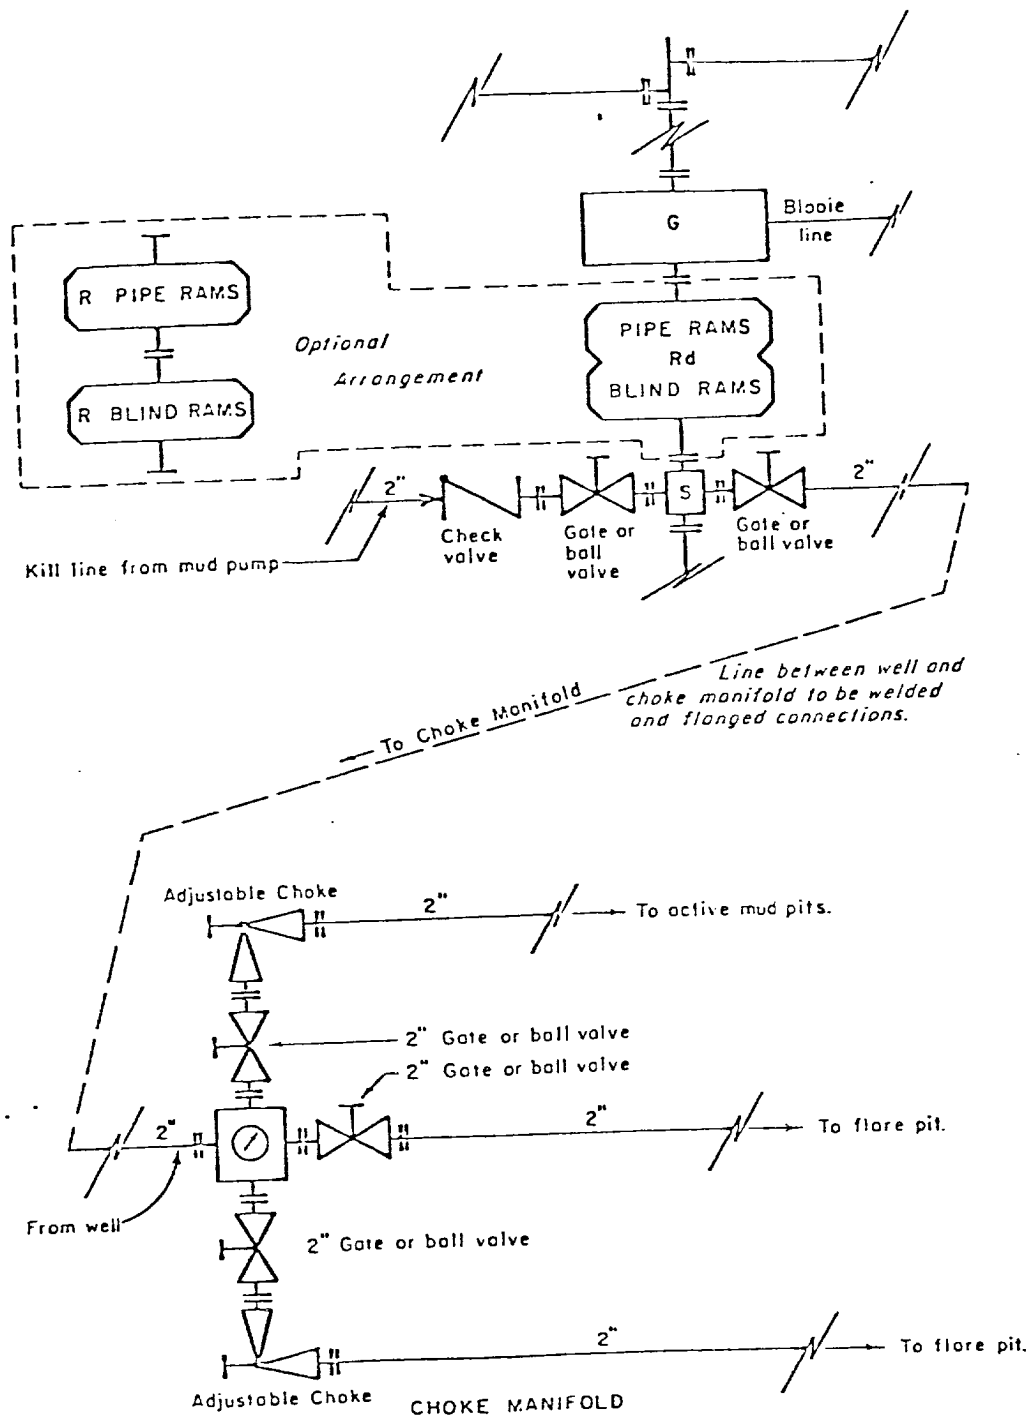 G
Blooie
line
R PIPE RAMS
R BLIND RAMS
Optional
Arrangement
PIPE RAMS
Rd
BLIND RAMS
2"
Check
valve
Gate or
ball
valve
S
Gate or
ball valve
2"
Kill line from mud pump
Line between well and
choke manifold to be welded
and flanged connections.
To Choke Manifold
Adjustable Choke
2"
To active mud pits.
2" Gate or ball valve
2" Gate or ball valve
2"
2"
To flare pit.
From well
2" Gate or ball valve
2"
To flare pit.
Adjustable Choke
CHOKE MANIFOLD